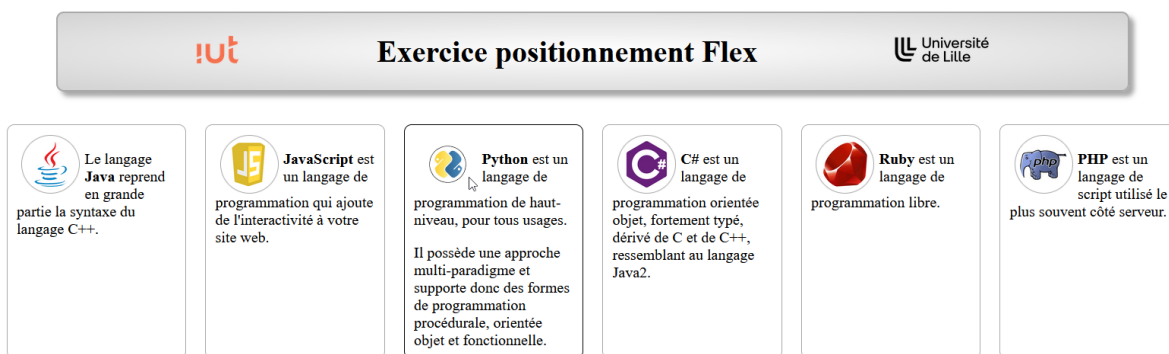 iut
Exercice positionnement Flex
Université
de Lille
Le langage
Java reprend
en grande
partie la syntaxe du
langage C++.
JS
JavaScript est
un langage de
programmation qui ajoute
de l'interactivité à votre
site web.
Python est un
langage de
programmation de haut-
niveau, pour tous usages.
Il possède une approche
multi-paradigme et
supporte donc des formes
de programmation
procédurale, orientée
objet et fonctionnelle.
C#
C# est un
langage de
programmation orientée
objet, fortement typé,
dérivé de C et de C++,
ressemblant au langage
Java2.
Ruby est un
langage de
programmation libre.
php
PHP est un
langage de
script utilisé le
plus souvent côté serveur.